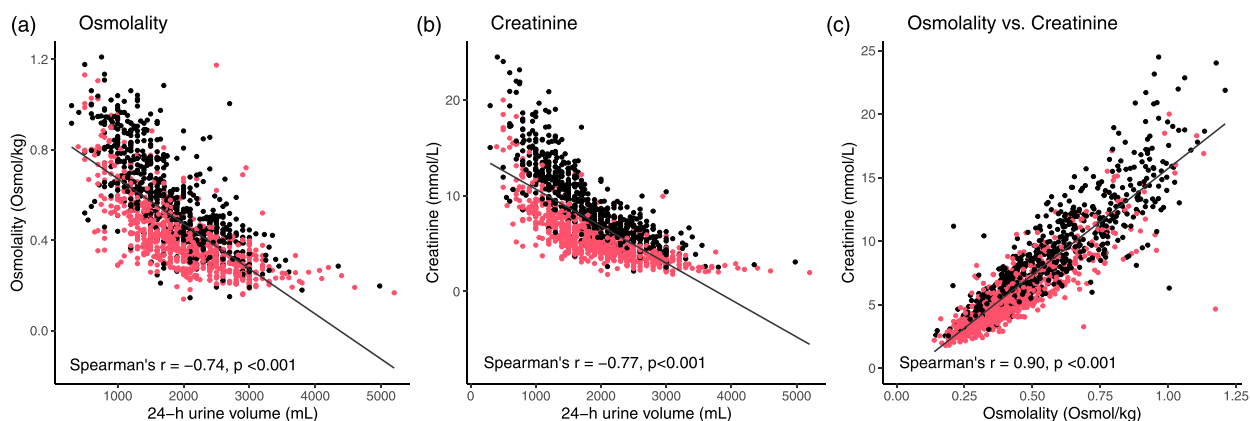 (a) Osmolality
Osmolality (Osmol/kg)
1.2
0.8
0.4
0.0
Spearman's r = −0.74, p <0.001
1000 2000 3000 4000 5000
24−h urine volume (mL)
(b) Creatinine
Creatinine (mmol/L)
20
10
0
Spearman's r = −0.77, p<0.001
0 1000 2000 3000 4000 5000
24−h urine volume (mL)
(c) Osmolality vs. Creatinine
Creatinine (mmol/L)
25
20
15
10
5
0
Spearman's r = 0.90, p <0.001
0.00 0.25 0.50 0.75 1.00 1.25
Osmolality (Osmol/kg)